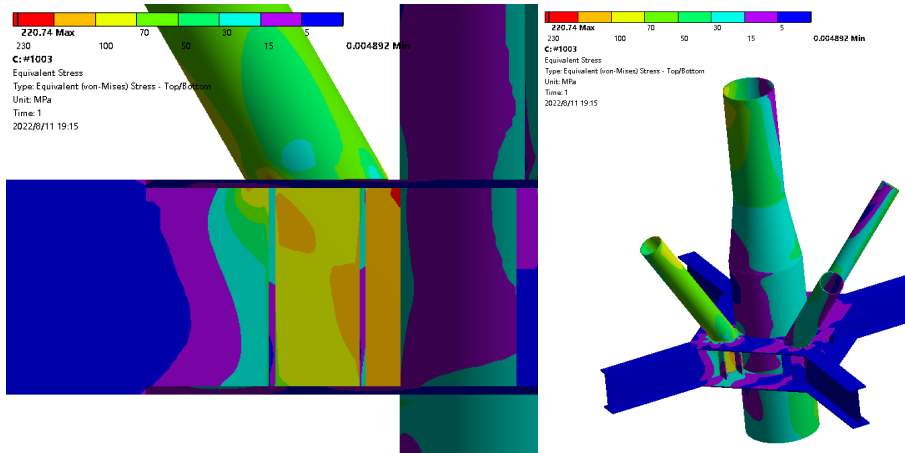 70 30 5
220.74 Max 0.004892 Min
230 100 50 15
C: #1003
Equivalent Stress
Type: Equivalent (von-Mises) Stress - Top/Bottom
Unit: MPa
Time: 1
2022/8/11 19:15
70 30 5
220.74 Max 0.004892 Min
230 100 50 15
C: #1003
Equivalent Stress
Type: Equivalent (von-Mises) Stress - Top/Bottom
Unit: MPa
Time: 1
2022/8/11 19:15